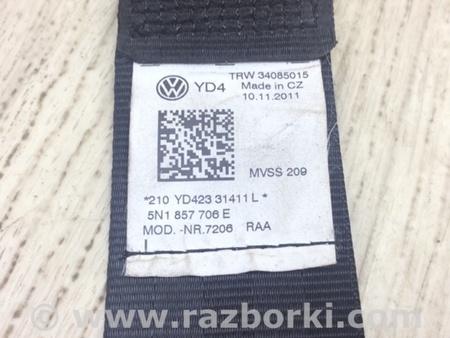 YD4
TRW 34085015
Made in CZ
10.11.2011
MVSS 209
*210 YD423 31411 L *
5N1 857 706 E
MOD. -NR.7206 RAA
www.razborki.com